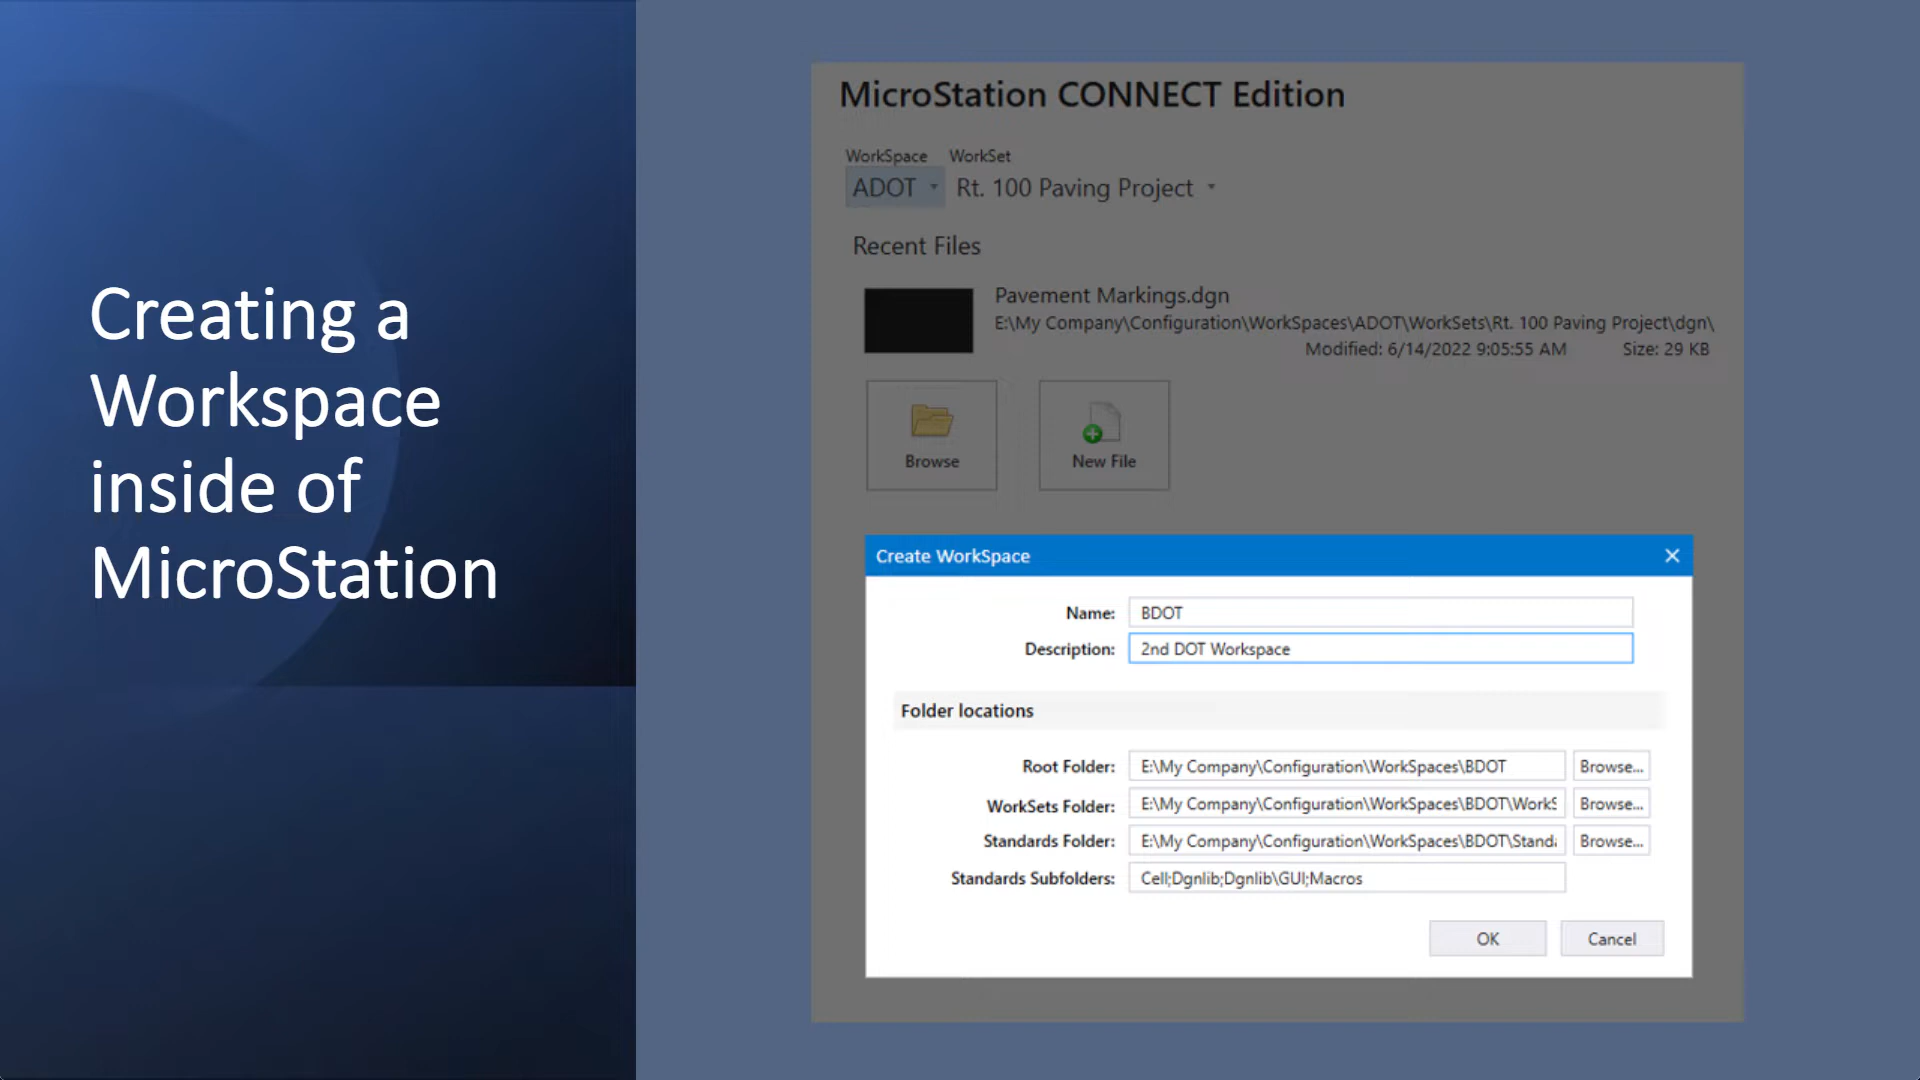 Creating a
Workspace
inside of
MicroStation
MicroStation CONNECT Edition
WorkSpace WorkSet
ADOT Rt. 100 Paving Project
Recent Files
Pavement Markings.dgn
E:\My Company\Configuration\WorkSpaces\ADOT\WorkSets\Rt. 100 Paving Project\dgn\
Modified: 6/14/2022 9:05:55 AM Size: 29 KB
Browse New File
Create WorkSpace
Name: BDOT
Description: 2nd DOT Workspace
Folder locations
Root Folder: E:\My Company\Configuration\WorkSpaces\BDOT Browse...
WorkSets Folder: E:\My Company\Configuration\WorkSpaces\BDOT\WorkS Browse...
Standards Folder: E:\My Company\Configuration\WorkSpaces\BDOT\Standa Browse...
Standards Subfolders: Cell;Dgnlib;Dgnlib\GUI;Macros
OK Cancel